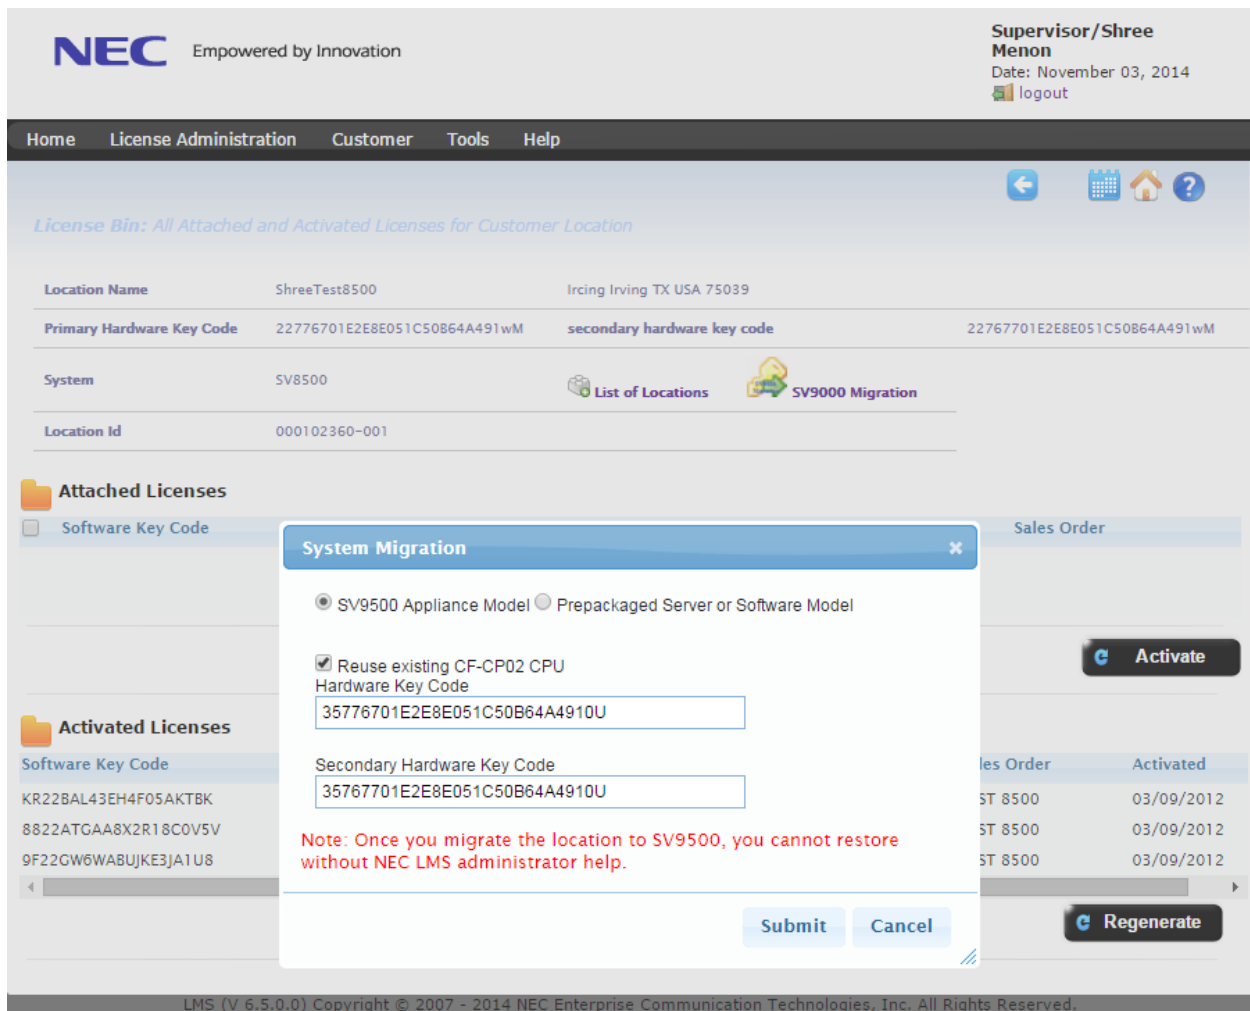 NEC Empowered by Innovation
Supervisor/Shree
Menon
Date: November 03, 2014
logout
Home License Administration Customer Tools Help
License Bin: All Attached and Activated Licenses for Customer Location
Location Name ShreeTest8500 Ircing Irving TX USA 75039
Primary Hardware Key Code 22776701E2E8E051C50B64A491wM secondary hardware key code 22767701E2E8E051C50B64A491wM
System SV8500 List of Locations SV9000 Migration
Location Id 000102360-001
Attached Licenses
Software Key Code Sales Order
System Migration
SV9500 Appliance Model Prepackaged Server or Software Model
Activate
Reuse existing CF-CP02 CPU
Hardware Key Code
35776701E2E8E051C50B64A4910U
Secondary Hardware Key Code
35767701E2E8E051C50B64A4910U
Note: Once you migrate the location to SV9500, you cannot restore
without NEC LMS administrator help.
Submit Cancel
Activated Licenses
Software Key Code les Order Activated
KR22BAL43EH4F05AKTBK ST 8500 03/09/2012
8822ATGAA8X2R18C0V5V ST 8500 03/09/2012
9F22GW6WABUJKE3JA1U8 ST 8500 03/09/2012
Regenerate
LMS (V 6.5.0.0) Copyright © 2007 - 2014 NEC Enterprise Communication Technologies, Inc. All Rights Reserved.